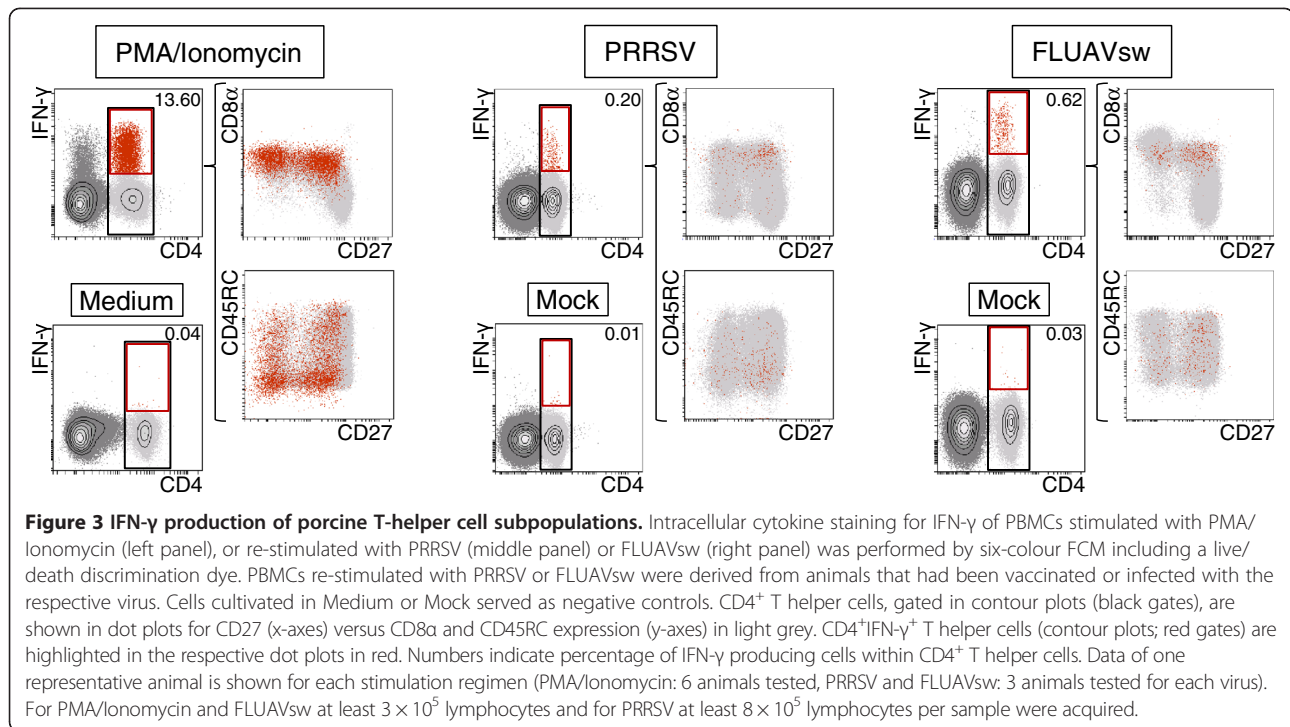 PMA/Ionomycin
PRRSV
FLUAVsw
IFN-γ
13.60
CD4
CD8α
CD27
IFN-γ
0.20
CD4
CD8α
CD27
IFN-γ
0.62
CD4
CD8α
CD27
Medium
IFN-γ
0.04
CD4
CD45RC
CD27
Mock
IFN-γ
0.01
CD4
CD45RC
CD27
Mock
IFN-γ
0.03
CD4
CD45RC
CD27
Figure 3 IFN-γ production of porcine T-helper cell subpopulations. Intracellular cytokine staining for IFN-γ of PBMCs stimulated with PMA/
Ionomycin (left panel), or re-stimulated with PRRSV (middle panel) or FLUAVsw (right panel) was performed by six-colour FCM including a live/
death discrimination dye. PBMCs re-stimulated with PRRSV or FLUAVsw were derived from animals that had been vaccinated or infected with the
respective virus. Cells cultivated in Medium or Mock served as negative controls. CD4⁺ T helper cells, gated in contour plots (black gates), are
shown in dot plots for CD27 (x-axes) versus CD8α and CD45RC expression (y-axes) in light grey. CD4⁺IFN-γ⁺ T helper cells (contour plots; red gates) are
highlighted in the respective dot plots in red. Numbers indicate percentage of IFN-γ producing cells within CD4⁺ T helper cells. Data of one
representative animal is shown for each stimulation regimen (PMA/Ionomycin: 6 animals tested, PRRSV and FLUAVsw: 3 animals tested for each virus).
For PMA/Ionomycin and FLUAVsw at least 3 × 10⁵ lymphocytes and for PRRSV at least 8 × 10⁵ lymphocytes per sample were acquired.